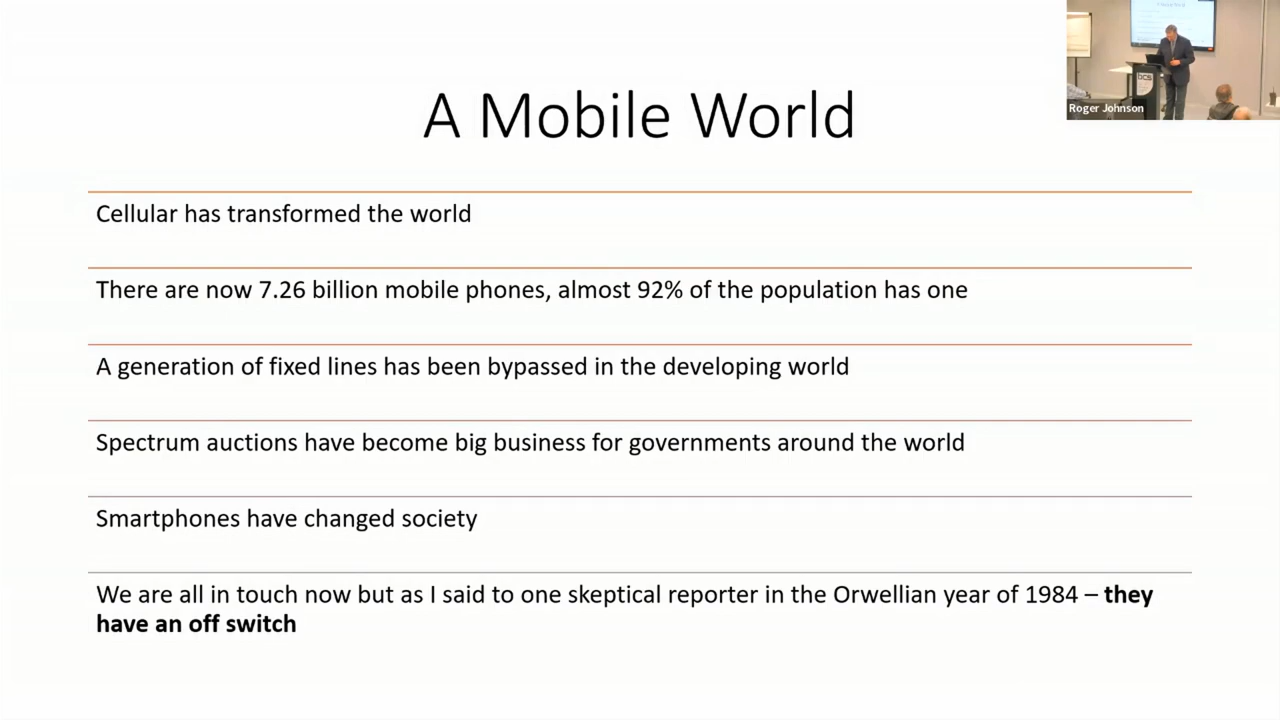 A Mobile World
Roger Johnson
bcs
Cellular has transformed the world
There are now 7.26 billion mobile phones, almost 92% of the population has one
A generation of fixed lines has been bypassed in the developing world
Spectrum auctions have become big business for governments around the world
Smartphones have changed society
We are all in touch now but as I said to one skeptical reporter in the Orwellian year of 1984 – they
have an off switch